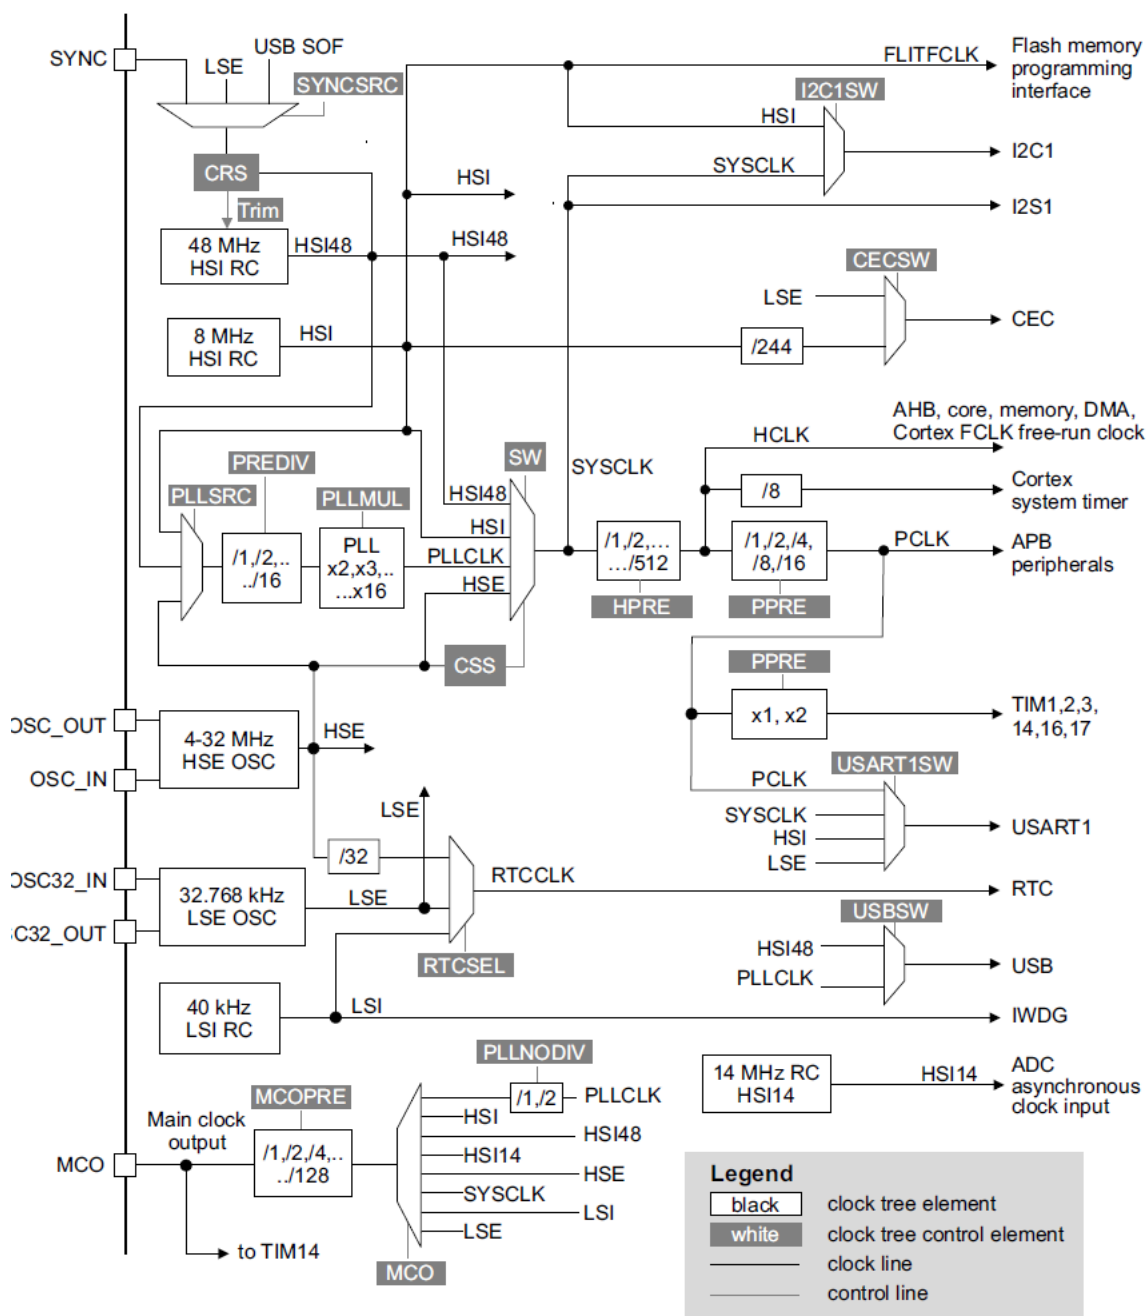 SYNC
USB SOF
LSE
SYNCSRC
CRS
Trim
48 MHz
HSI RC
HSI48
HSI48
HSI
8 MHz
HSI RC
HSI
FLITFCLK
Flash memory
programming
interface
I2C1SW
HSI
SYSCLK
I2C1
I2S1
CECSW
LSE
/244
CEC
AHB, core, memory, DMA,
Cortex FCLK free-run clock
HCLK
/8
Cortex
system timer
PLLSRC
PREDIV
/1,/2,..
../16
PLLMUL
PLL
x2,x3,..
...x16
SW
HSI48
HSI
PLLCLK
HSE
CSS
SYSCLK
/1,/2,...
.../512
HPRE
/1,/2,/4,
/8,/16
PPRE
PCLK
APB
peripherals
PPRE
x1, x2
TIM1,2,3,
14,16,17
OSC_OUT
OSC_IN
4-32 MHz
HSE OSC
HSE
PCLK
SYSCLK
HSI
LSE
USART1SW
USART1
LSE
/32
OSC32_IN
C32_OUT
32.768 kHz
LSE OSC
LSE
RTCCLK
RTC
RTCSEL
USBSW
HSI48
PLLCLK
USB
40 kHz
LSI RC
LSI
IWDG
14 MHz RC
HSI14
HSI14
ADC
asynchronous
clock input
PLLNODIV
/1,/2
PLLCLK
HSI
HSI48
HSI14
HSE
SYSCLK
LSI
LSE
MCO
MCOPRE
/1,/2,/4,..
../128
Main clock
output
MCO
to TIM14
Legend
black
clock tree element
white
clock tree control element
clock line
control line